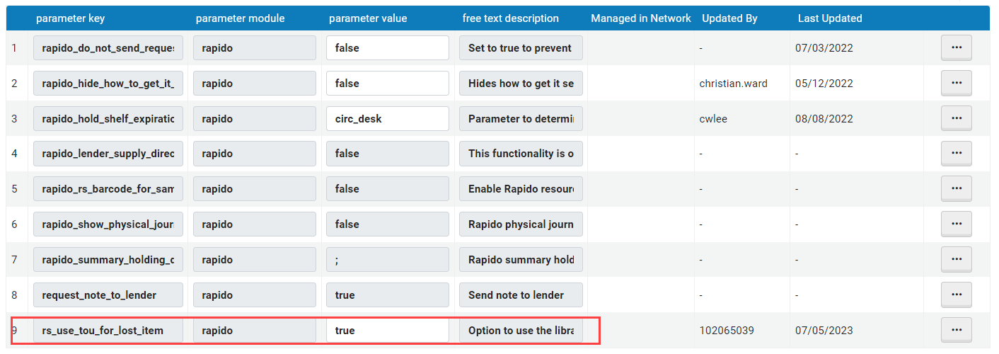 parameter key parameter module parameter value free text description Managed in Network Updated By Last Updated
1 rapido_do_not_send_reques rapido false Set to true to prevent - 07/03/2022 ...
2 rapido_hide_how_to_get_it_ rapido false Hides how to get it se christian.ward 05/12/2022 ...
3 rapido_hold_shelf_expiratic rapido circ_desk Parameter to determi cwlee 08/08/2022 ...
4 rapido_lender_supply_direc rapido false This functionality is o - - ...
5 rapido_rs_barcode_for_sam rapido false Enable Rapido resour - - ...
6 rapido_show_physical_jour rapido false Rapido physical journ - - ...
7 rapido_summary_holding_d rapido ; Rapido summary hold - - ...
8 request_note_to_lender rapido true Send note to lender - - ...
9 rs_use_tou_for_lost_item rapido true Option to use the libra 102065039 07/05/2023 ...